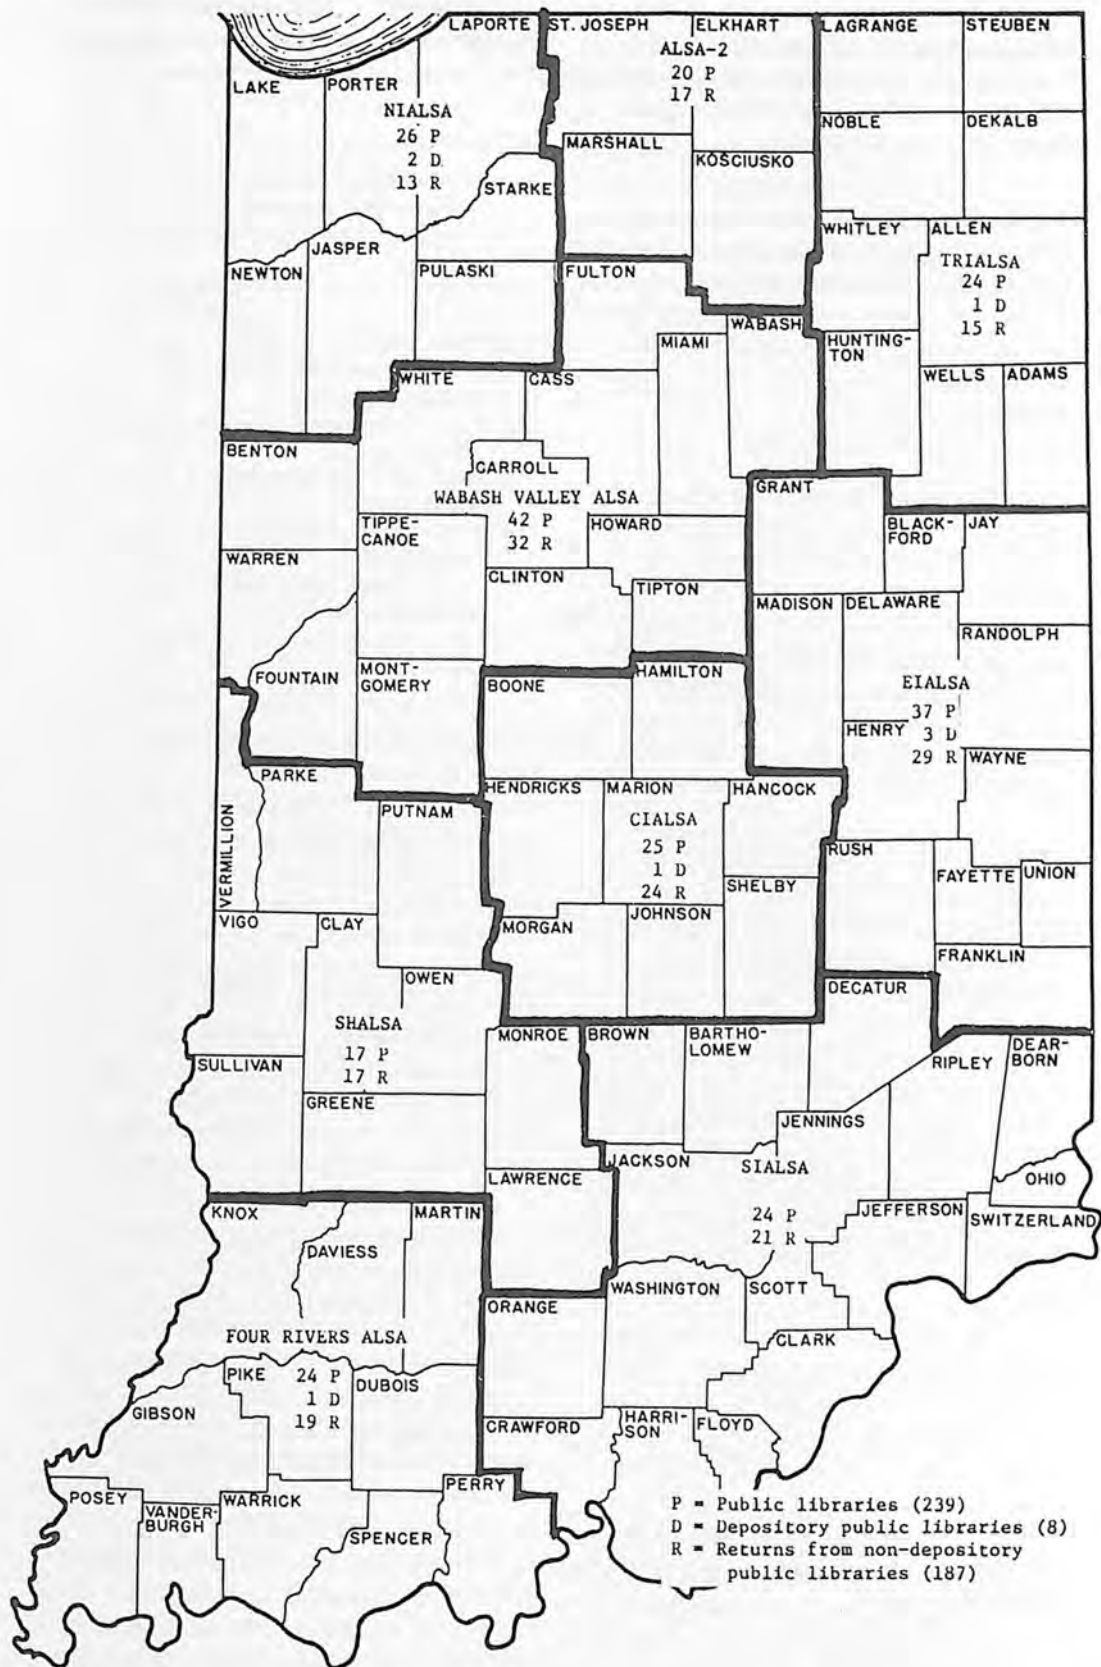 LAPORTE
ST. JOSEPH
ELKHART
LAGRANGE
STEUBEN
LAKE
PORTER
NIALSA
26 P
2 D
13 R
STARKE
ALSA-2
20 P
17 R
MARSHALL
KOSCIUSKO
NOBLE
DEKALB
WHITLEY
ALLEN
TRIALSA
24 P
1 D
15 R
NEWTON
JASPER
PULASKI
FULTON
MIAMI
WABASH
HUNTING-
TON
WELLS
ADAMS
WHITE
CASS
BENTON
CARROLL
WABASH VALLEY ALSA
42 P
32 R
GRANT
BLACK-
FORD
JAY
TIPPE-
CANOE
HOWARD
WARREN
CLINTON
TIPTON
MADISON
DELAWARE
RANDOLPH
FOUNTAIN
MONT-
GOMERY
BOONE
HAMILTON
EIALSA
37 P
3 D
29 R
HENRY
WAYNE
PARKE
PUTNAM
HENDRICKS
MARION
HANCOCK
CIALSA
25 P
1 D
24 R
VERMILLION
RUSH
FAYETTE
UNION
SHELBY
VIGO
CLAY
MORGAN
JOHNSON
OWEN
FRANKLIN
DECATUR
SHALSA
17 P
17 R
MONROE
BROWN
BARTHO-
LOMEW
DEAR-
BORN
RIPLEY
SULLIVAN
GREENE
JENNINGS
LAWRENCE
JACKSON
SIALSA
24 P
21 R
OHIO
KNOX
MARTIN
JEFFERSON
SWITZERLAND
DAVIESS
ORANGE
WASHINGTON
SCOTT
FOUR RIVERS ALSA
24 P
1 D
19 R
CLARK
PIKE
DUBOIS
GIBSON
CRAWFORD
HARRI-
SON
FLOYD
POSEY
VANDER-
BURGH
WARRICK
PERRY
SPENCER
P = Public libraries (239)
D = Depository public libraries (8)
R = Returns from non-depository
public libraries (187)